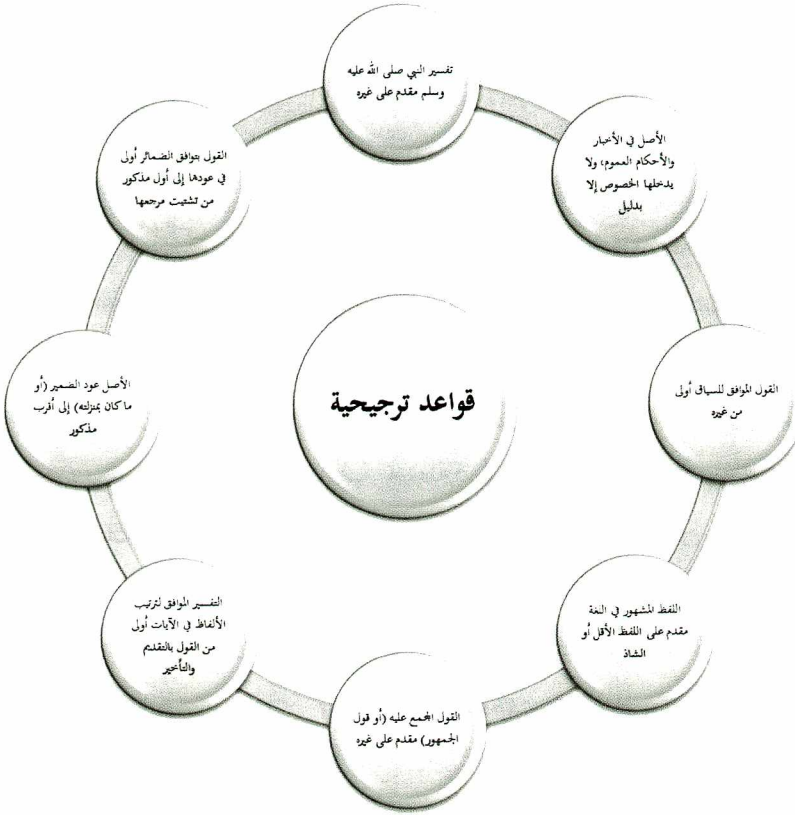 تفسير النبي صلى الله عليه
وسلم مقدم على غيره
الأصل في الأخبار
والأحكام العموم، ولا
يدخلها الخصوص إلا
بدليل
القول الموافق للسياق أولى
من غيره
اللفظ المشهور في اللغة
مقدم على اللفظ الأقل أو
الشاذ
القول المجمع عليه (أو قول
الجمهور) مقدم على غيره
التفسير الموافق لترتيب
الألفاظ في الآيات أولى
من القول بالتقديم
والتأخير
الأصل عود الضمير (أو
ما كان بمنزلته) إلى أقرب
مذكور
القول بتوافق الضمائر أولى
في عودها إلى أول مذكور
من تشتيت مرجعها
قواعد ترجيحية